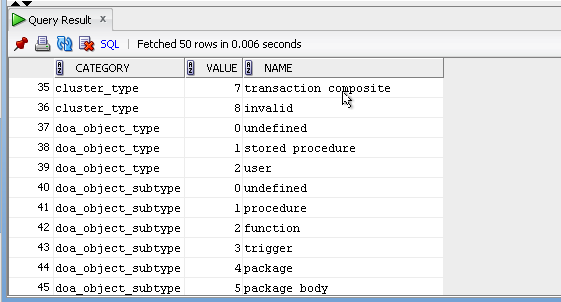 Query Result x
SQL | Fetched 50 rows in 0.006 seconds
CATEGORY VALUE NAME
35 cluster_type 7 transaction composite
36 cluster_type 8 invalid
37 doa_object_type 0 undefined
38 doa_object_type 1 stored procedure
39 doa_object_type 2 user
40 doa_object_subtype 0 undefined
41 doa_object_subtype 1 procedure
42 doa_object_subtype 2 function
43 doa_object_subtype 3 trigger
44 doa_object_subtype 4 package
45 doa_object_subtype 5 package body